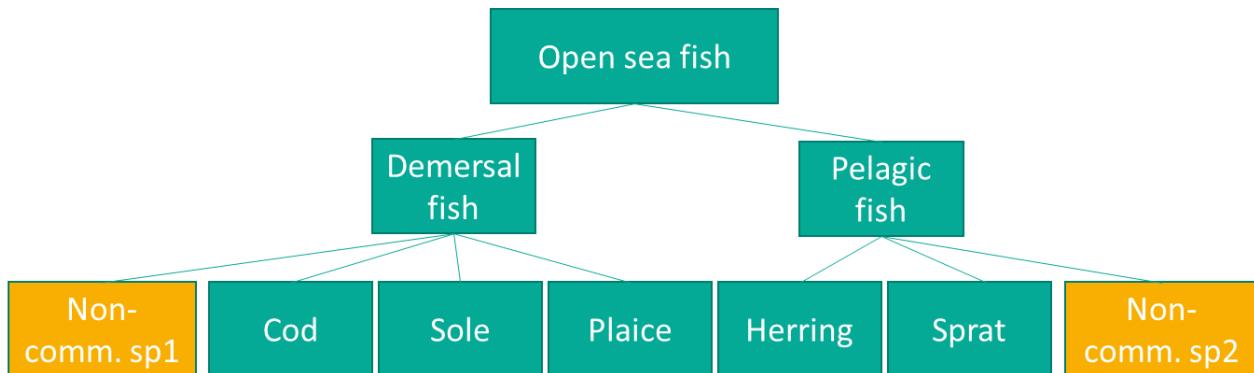 Open sea fish
Demersal
fish
Pelagic
fish
Non-
comm. sp1
Cod
Sole
Plaice
Herring
Sprat
Non-
comm. sp2